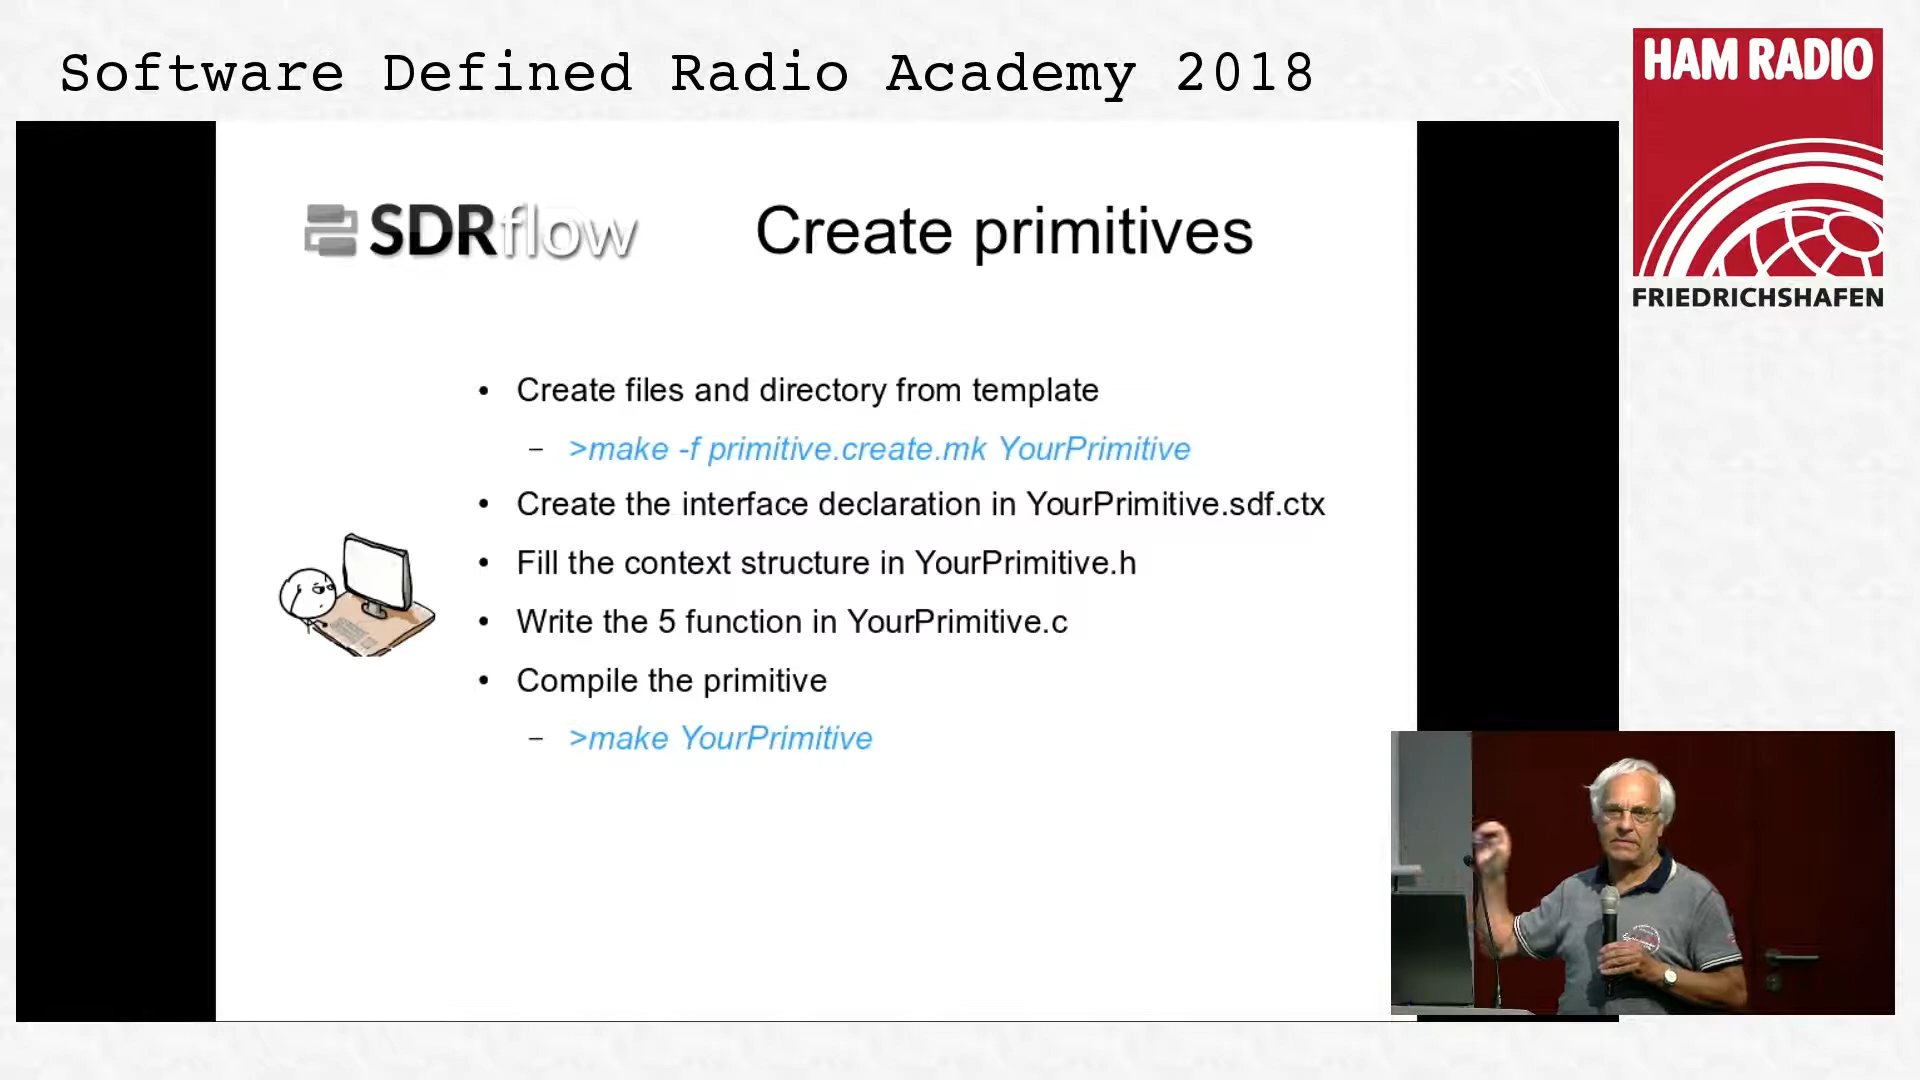 Software Defined Radio Academy 2018
HAM RADIO
FRIEDRICHSHAFEN
SDRflow
Create primitives
• Create files and directory from template
– >make -f primitive.create.mk YourPrimitive
• Create the interface declaration in YourPrimitive.sdf.ctx
• Fill the context structure in YourPrimitive.h
• Write the 5 function in YourPrimitive.c
• Compile the primitive
– >make YourPrimitive